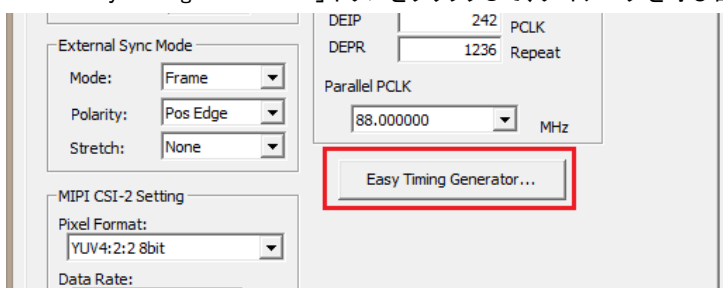 DEIP 242 PCLK
DEPR 1236 Repeat
External Sync Mode
Mode: Frame
Polarity: Pos Edge
Stretch: None
Parallel PCLK
88.000000 MHz
Easy Timing Generator...
MIPI CSI-2 Setting
Pixel Format:
YUV4:2:2 8bit
Data Rate: